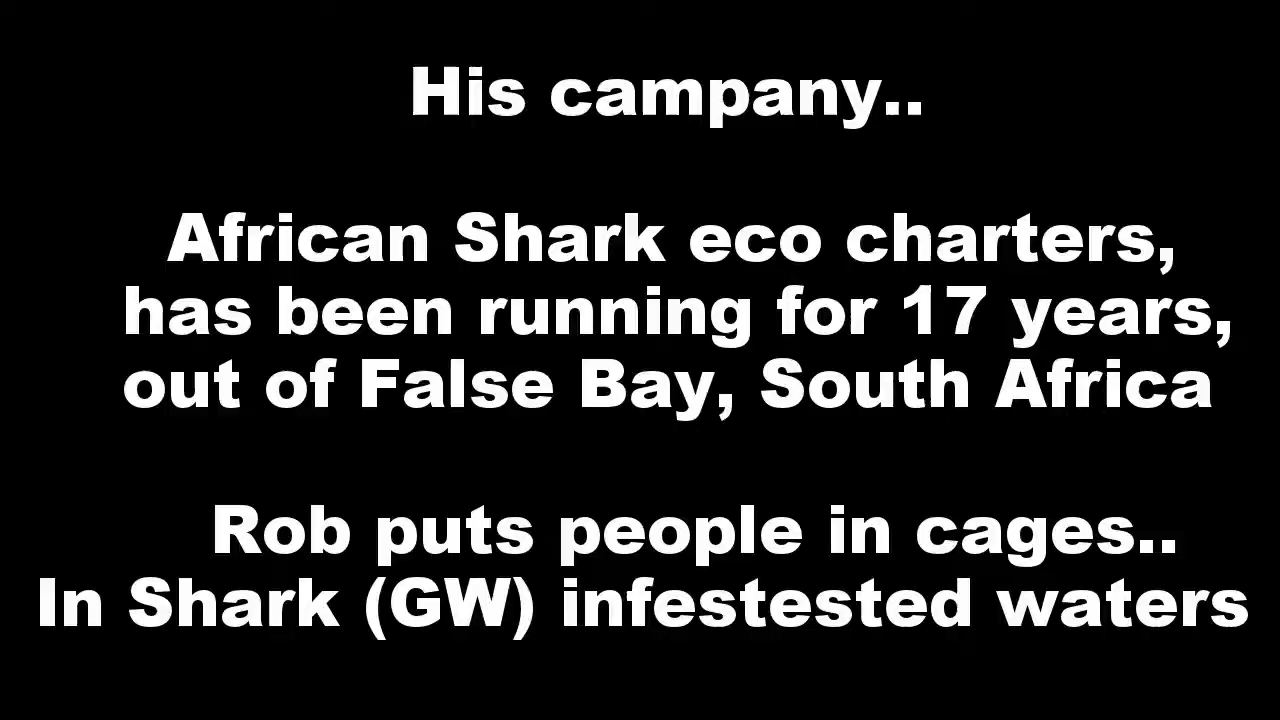 His campany..
African Shark eco charters,
has been running for 17 years,
out of False Bay, South Africa
Rob puts people in cages..
In Shark (GW) infestested waters